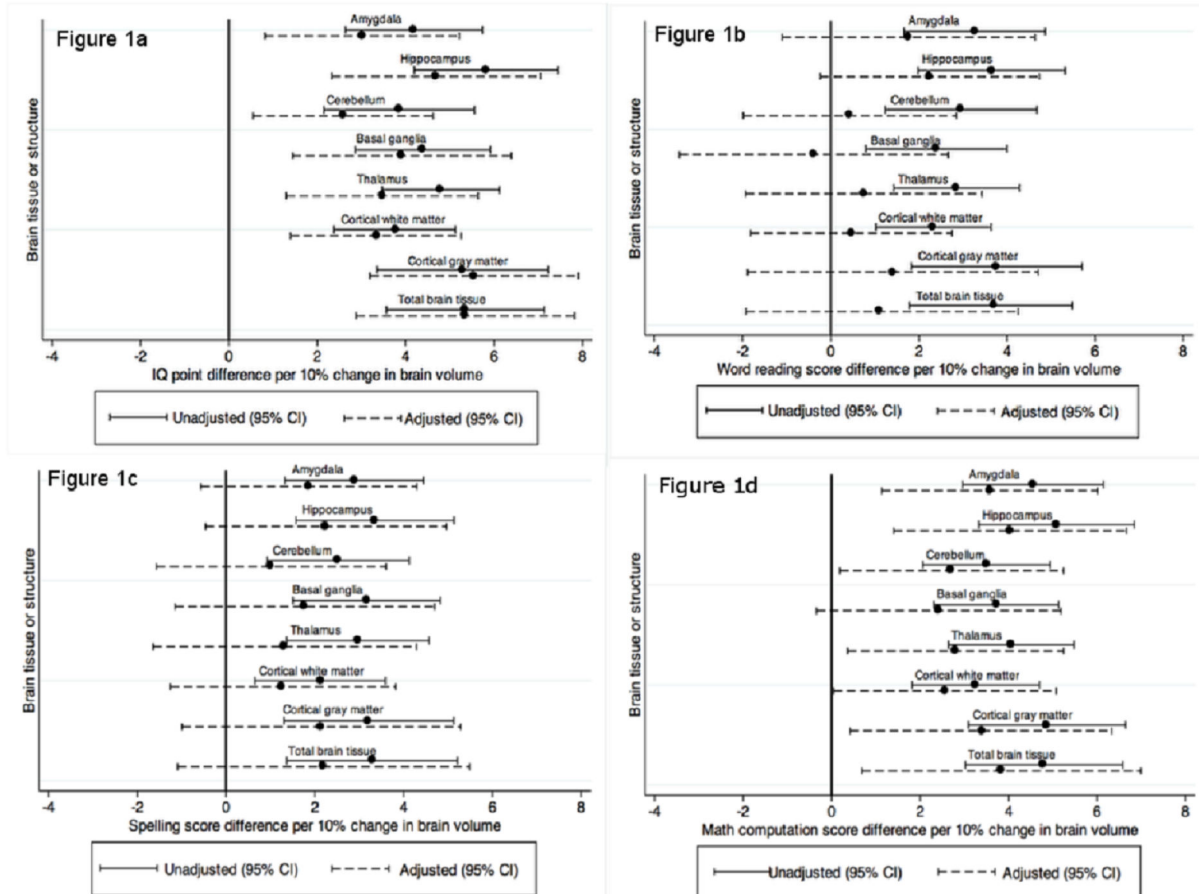 Figure 1a
Brain tissue or structure
Amygdala
Hippocampus
Cerebellum
Basal ganglia
Thalamus
Cortical white matter
Cortical gray matter
Total brain tissue
-4 -2 0 2 4 6 8
IQ point difference per 10% change in brain volume
Unadjusted (95% CI) Adjusted (95% CI)
Figure 1b
Brain tissue or structure
Amygdala
Hippocampus
Cerebellum
Basal ganglia
Thalamus
Cortical white matter
Cortical gray matter
Total brain tissue
-4 -2 0 2 4 6 8
Word reading score difference per 10% change in brain volume
Unadjusted (95% CI) Adjusted (95% CI)
Figure 1c
Brain tissue or structure
Amygdala
Hippocampus
Cerebellum
Basal ganglia
Thalamus
Cortical white matter
Cortical gray matter
Total brain tissue
-4 -2 0 2 4 6 8
Spelling score difference per 10% change in brain volume
Unadjusted (95% CI) Adjusted (95% CI)
Figure 1d
Brain tissue or structure
Amygdala
Hippocampus
Cerebellum
Basal ganglia
Thalamus
Cortical white matter
Cortical gray matter
Total brain tissue
-4 -2 0 2 4 6 8
Math computation score difference per 10% change in brain volume
Unadjusted (95% CI) Adjusted (95% CI)